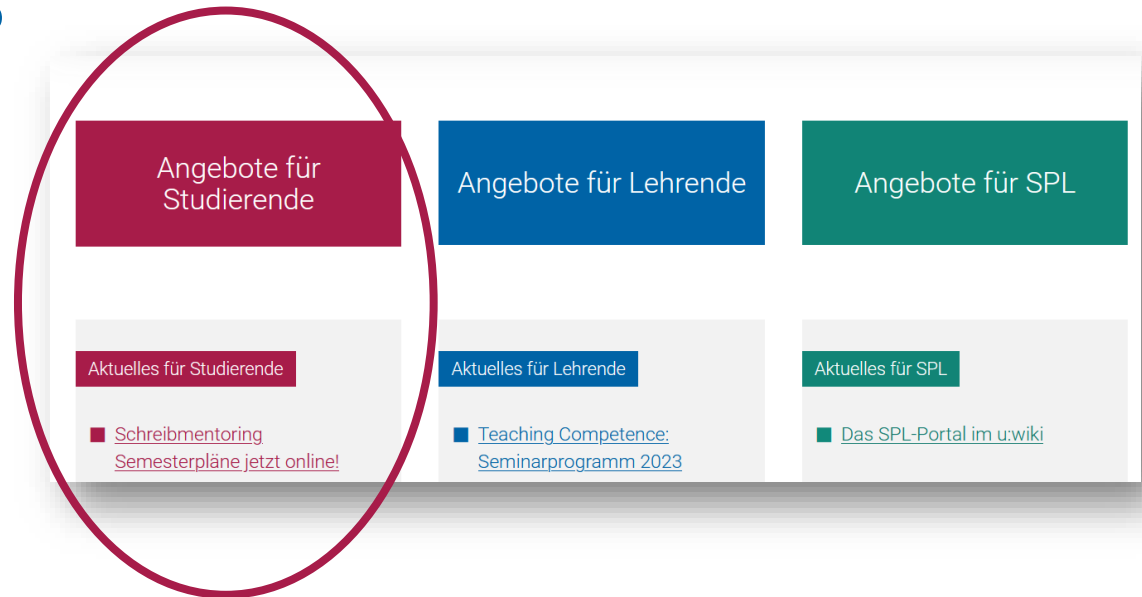 Angebote für
Studierende
Angebote für Lehrende
Angebote für SPL
Aktuelles für Studierende
Schreibmentoring
Semesterpläne jetzt online!
Aktuelles für Lehrende
Teaching Competence:
Seminarprogramm 2023
Aktuelles für SPL
Das SPL-Portal im u:wiki